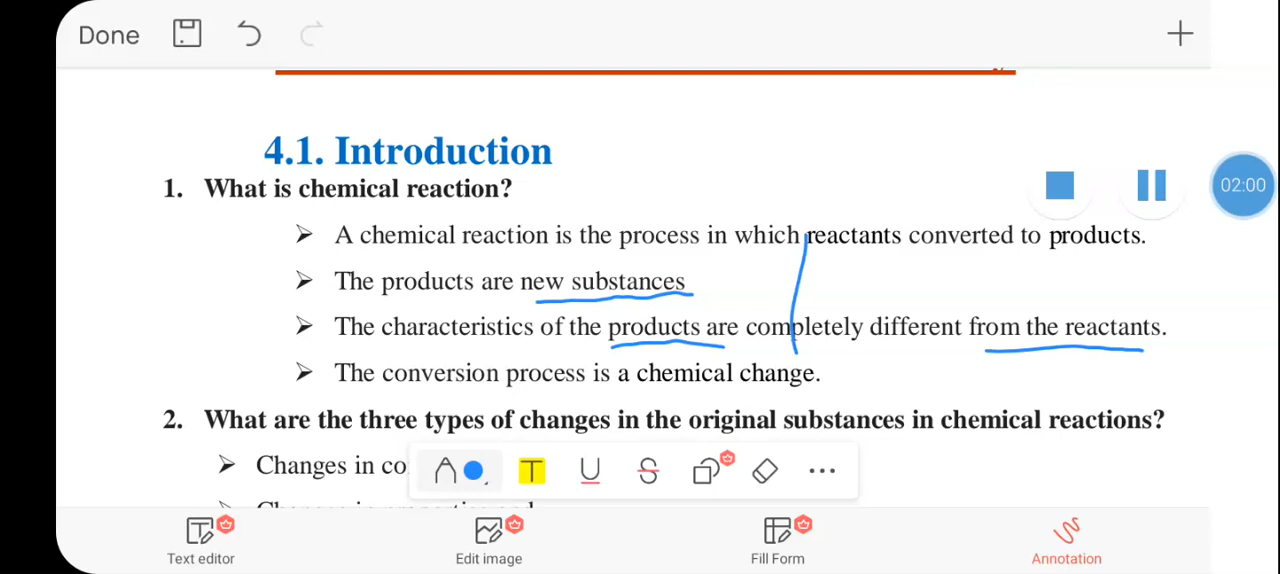 Done
4.1. Introduction
1. What is chemical reaction?
➢ A chemical reaction is the process in which reactants converted to products.
02:00
➢ The products are new substances
➢ The characteristics of the products are completely different from the reactants.
➢ The conversion process is a chemical change.
2. What are the three types of changes in the original substances in chemical reactions?
➢ Changes in co
T U S
Text editor
Edit image
Fill Form
Annotation